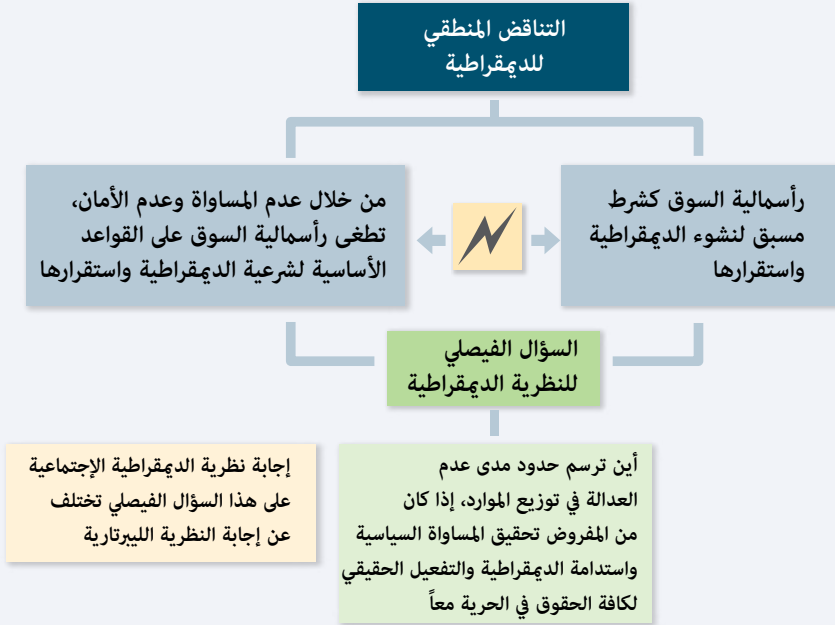 التناقض المنطقي
للديمقراطية
رأسمالية السوق كشرط
مسبق لنشوء الديمقراطية
واستقرارها
من خلال عدم المساواة وعدم الأمان،
تطغى رأسمالية السوق على القواعد
الأساسية لشرعية الديمقراطية واستقرارها
السؤال الفيصلي
للنظرية الديمقراطية
أين ترسم حدود مدى عدم
العدالة في توزيع الموارد، إذا كان
من المفروض تحقيق المساواة السياسية
واستدامة الديمقراطية والتفعيل الحقيقي
لكافة الحقوق في الحرية معاً
إجابة نظرية الديمقراطية الإجتماعية
على هذا السؤال الفيصلي تختلف
عن إجابة النظرية الليبرتارية